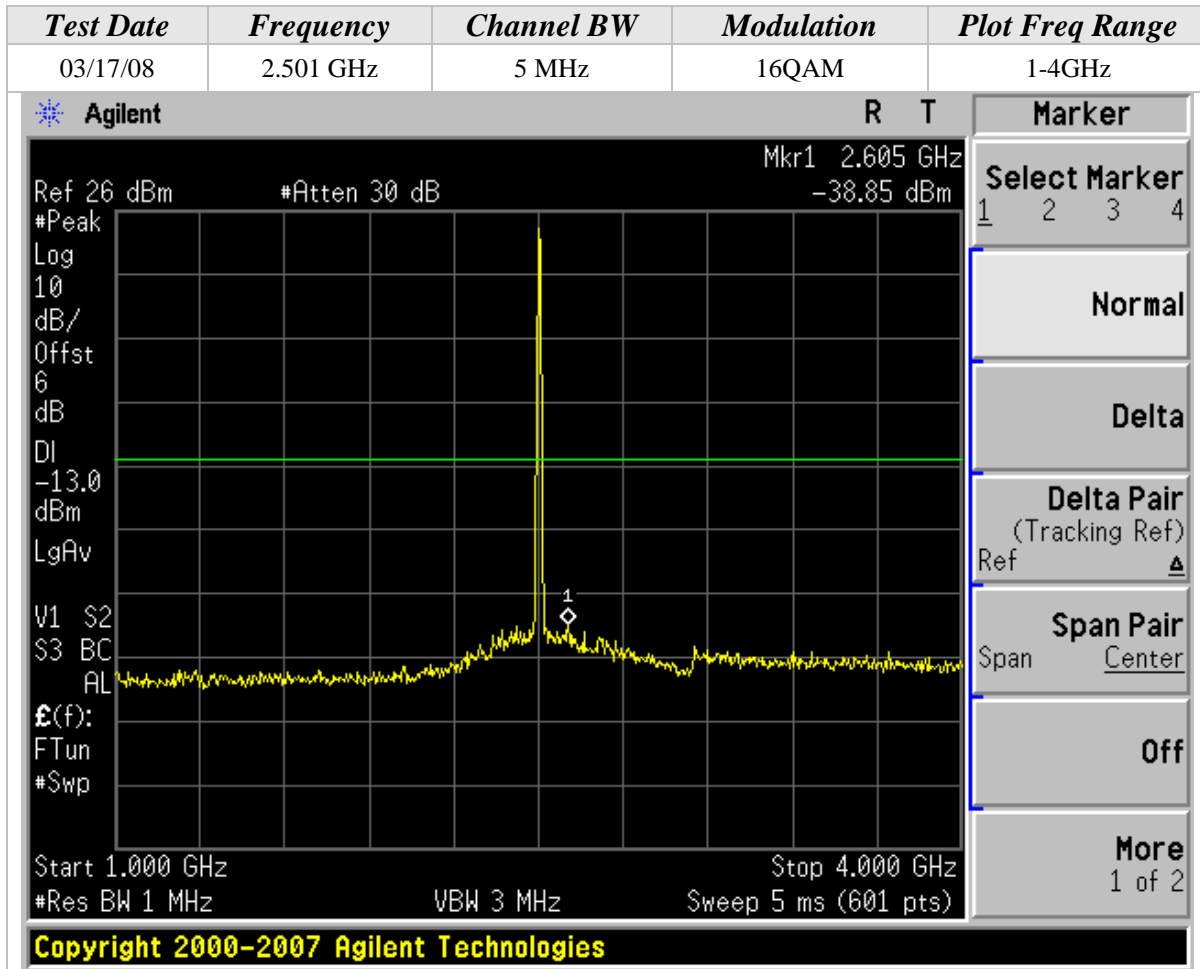 Test Date Frequency Channel BW Modulation Plot Freq Range
03/17/08 2.501 GHz 5 MHz 16QAM 1-4GHz
Agilent R T
Mkr1 2.605 GHz
Ref 26 dBm #Atten 30 dB -38.85 dBm
#Peak
Log
10
dB/
Offst
6
dB
DI
-13.0
dBm
LgAv
V1 S2
S3 BC
AL
£(f):
FTun
#Swp
1
Start 1.000 GHz Stop 4.000 GHz
#Res BW 1 MHz VBW 3 MHz Sweep 5 ms (601 pts)
Marker
Select Marker
1 2 3 4
Normal
Delta
Delta Pair
(Tracking Ref)
Ref Δ
Span Pair
Span Center
Off
More
1 of 2
Copyright 2000-2007 Agilent Technologies